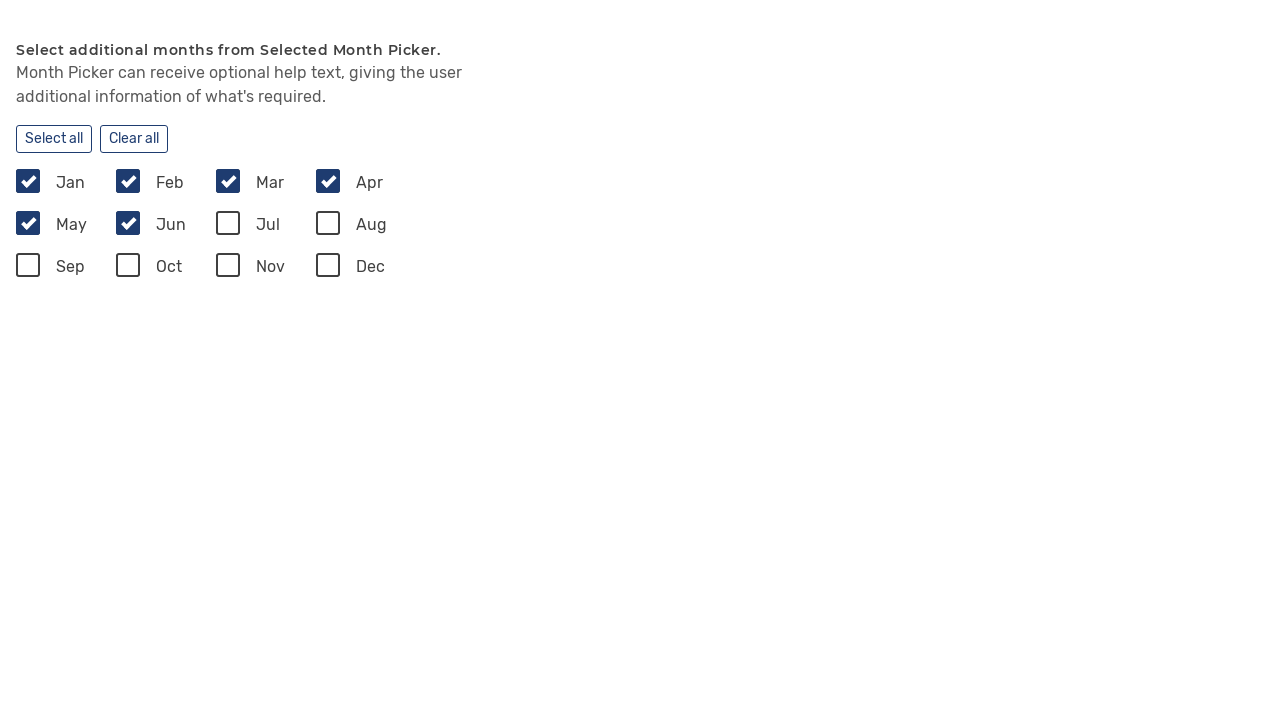 Select additional months from Selected Month Picker.
Month Picker can receive optional help text, giving the user
additional information of what's required.
Select all Clear all
Jan Feb Mar Apr
May Jun Jul Aug
Sep Oct Nov Dec